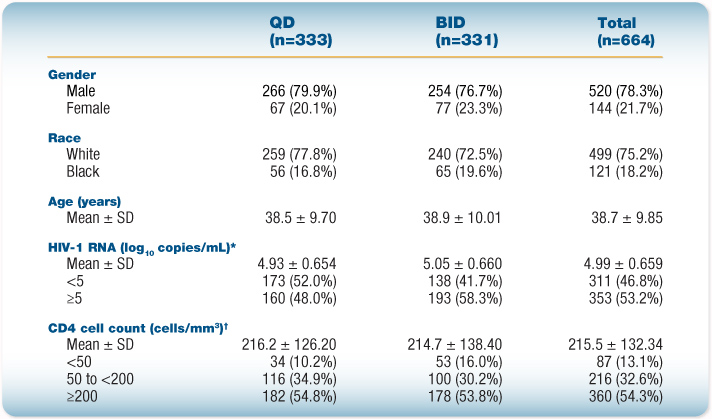 QD BID Total
(n=333) (n=331) (n=664)
Gender
Male 266 (79.9%) 254 (76.7%) 520 (78.3%)
Female 67 (20.1%) 77 (23.3%) 144 (21.7%)
Race
White 259 (77.8%) 240 (72.5%) 499 (75.2%)
Black 56 (16.8%) 65 (19.6%) 121 (18.2%)
Age (years)
Mean ± SD 38.5 ± 9.70 38.9 ± 10.01 38.7 ± 9.85
HIV-1 RNA (log₁₀ copies/mL)*
Mean ± SD 4.93 ± 0.654 5.05 ± 0.660 4.99 ± 0.659
<5 173 (52.0%) 138 (41.7%) 311 (46.8%)
≥5 160 (48.0%) 193 (58.3%) 353 (53.2%)
CD4 cell count (cells/mm³)†
Mean ± SD 216.2 ± 126.20 214.7 ± 138.40 215.5 ± 132.34
<50 34 (10.2%) 53 (16.0%) 87 (13.1%)
50 to <200 116 (34.9%) 100 (30.2%) 216 (32.6%)
≥200 182 (54.8%) 178 (53.8%) 360 (54.3%)